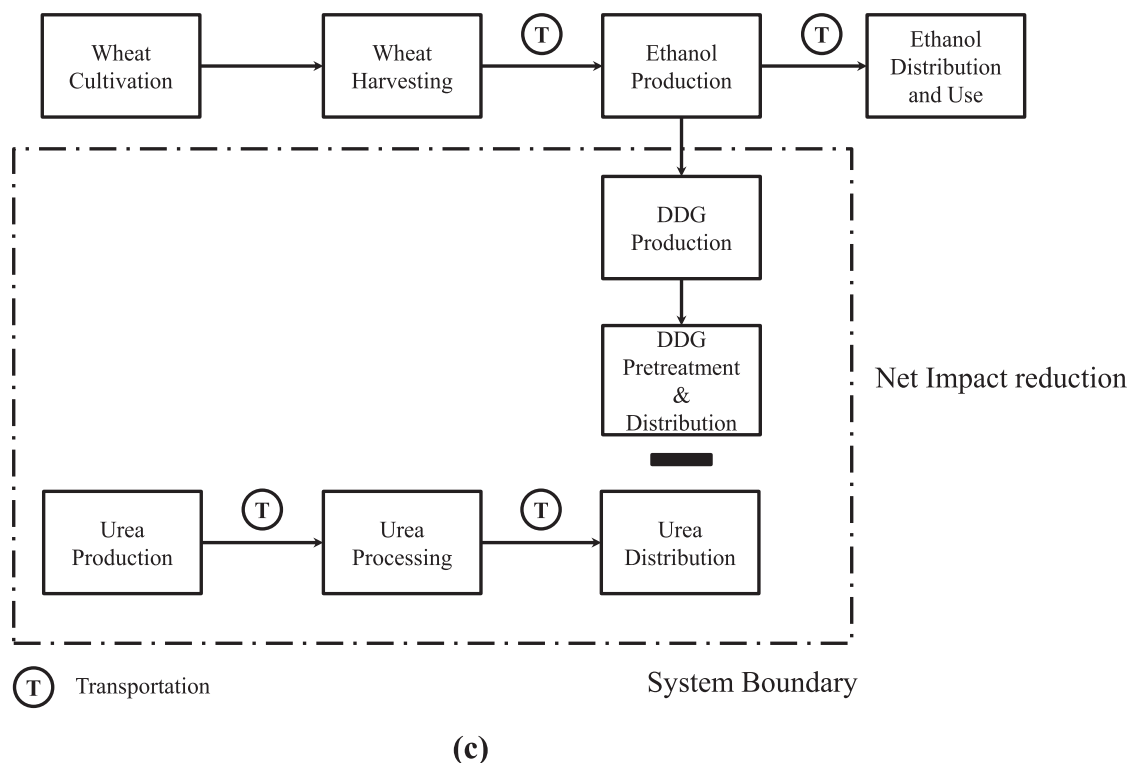 T
T
Wheat
Cultivation
Wheat
Harvesting
Ethanol
Production
Ethanol
Distribution
and Use
DDG
Production
DDG
Pretreatment
&
Distribution
Net Impact reduction
T
T
Urea
Production
Urea
Processing
Urea
Distribution
T Transportation
System Boundary
(c)